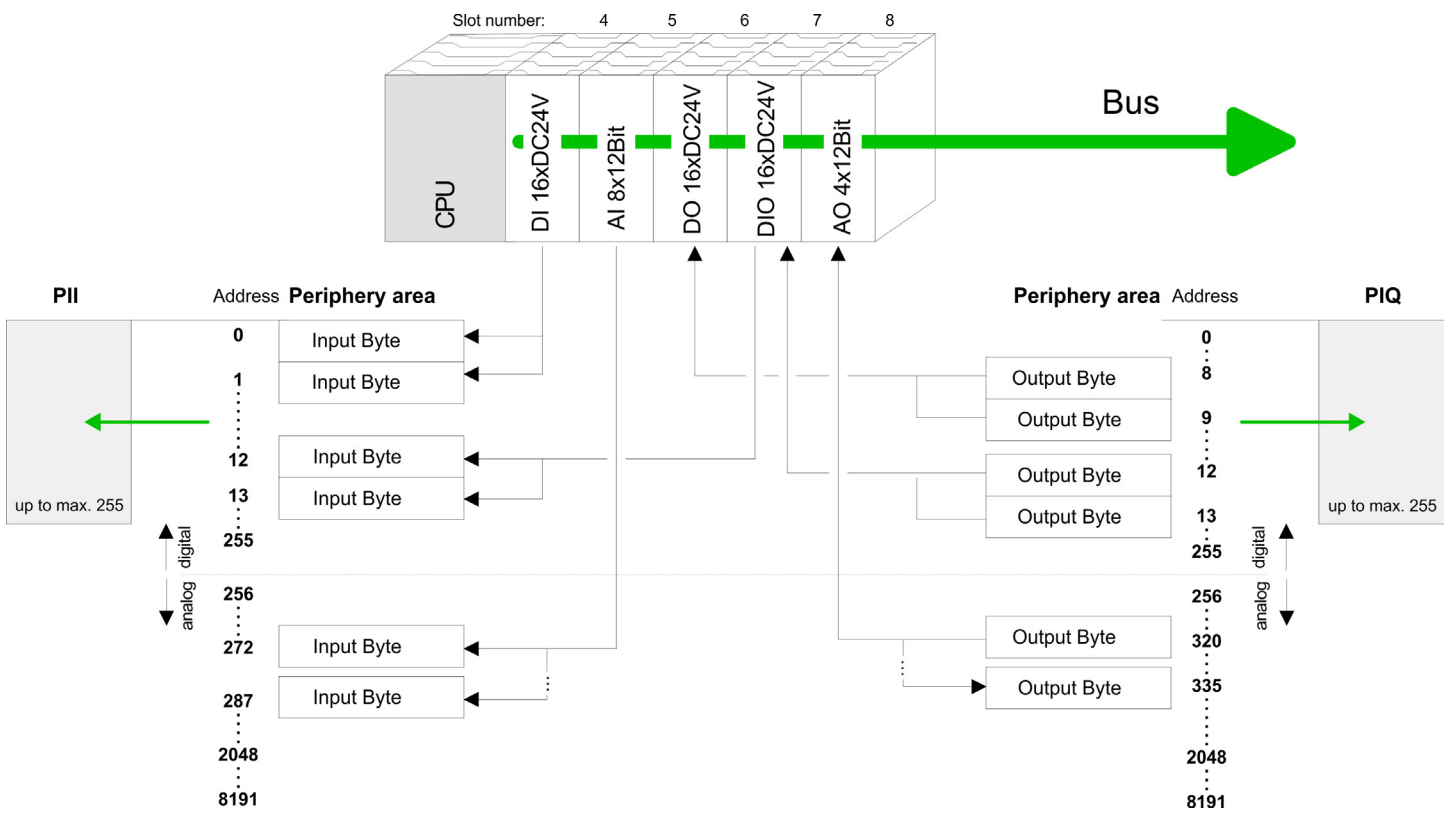 Slot number: 4 5 6 7 8
Bus
CPU
DI 16xDC24V
AI 8x12Bit
DO 16xDC24V
DIO 16xDC24V
AO 4x12Bit
PII
Address Periphery area
0 Input Byte
1 Input Byte
12 Input Byte
13 Input Byte
255
up to max. 255
digital
analog
256
272 Input Byte
287 Input Byte
2048
8191
Periphery area Address
PIQ
0
Output Byte 8
Output Byte 9
Output Byte 12
Output Byte 13
255
up to max. 255
digital
analog
256
Output Byte 320
Output Byte 335
2048
8191